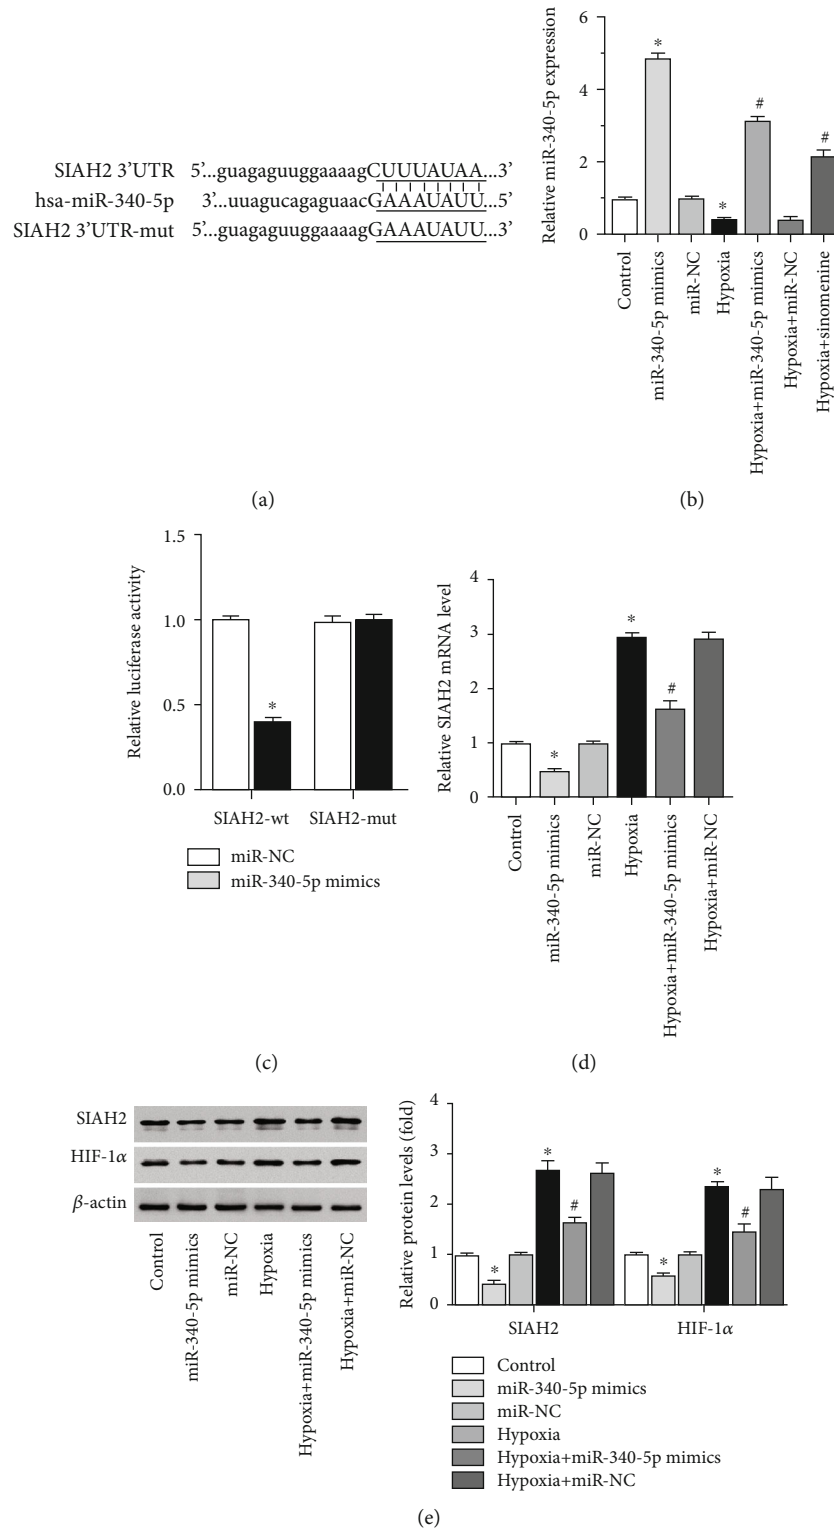 SIAH2 3'UTR 5'...guagaguuggaaaagCUUUAUAA...3'
hsa-miR-340-5p 3'...uuagucagaguaacGAAAUAUU...5'
SIAH2 3'UTR-mut 5'...guagaguuggaaaagGAAAUAUU...3'
(a)
Relative miR-340-5p expression
6
4
2
0
*
*
#
#
Control
miR-340-5p mimics
miR-NC
Hypoxia
Hypoxia+miR-340-5p mimics
Hypoxia+miR-NC
Hypoxia+sinomenine
(b)
Relative luciferase activity
1.5
1.0
0.5
0.0
*
SIAH2-wt SIAH2-mut
miR-NC
miR-340-5p mimics
(c)
Relative SIAH2 mRNA level
4
3
2
1
0
*
*
#
Control
miR-340-5p mimics
miR-NC
Hypoxia
Hypoxia+miR-340-5p mimics
Hypoxia+miR-NC
(d)
SIAH2
HIF-1α
β-actin
Control
miR-340-5p mimics
miR-NC
Hypoxia
Hypoxia+miR-340-5p mimics
Hypoxia+miR-NC
Relative protein levels (fold)
4
3
2
1
0
*
*
#
*
*
#
SIAH2 HIF-1α
Control
miR-340-5p mimics
miR-NC
Hypoxia
Hypoxia+miR-340-5p mimics
Hypoxia+miR-NC
(e)